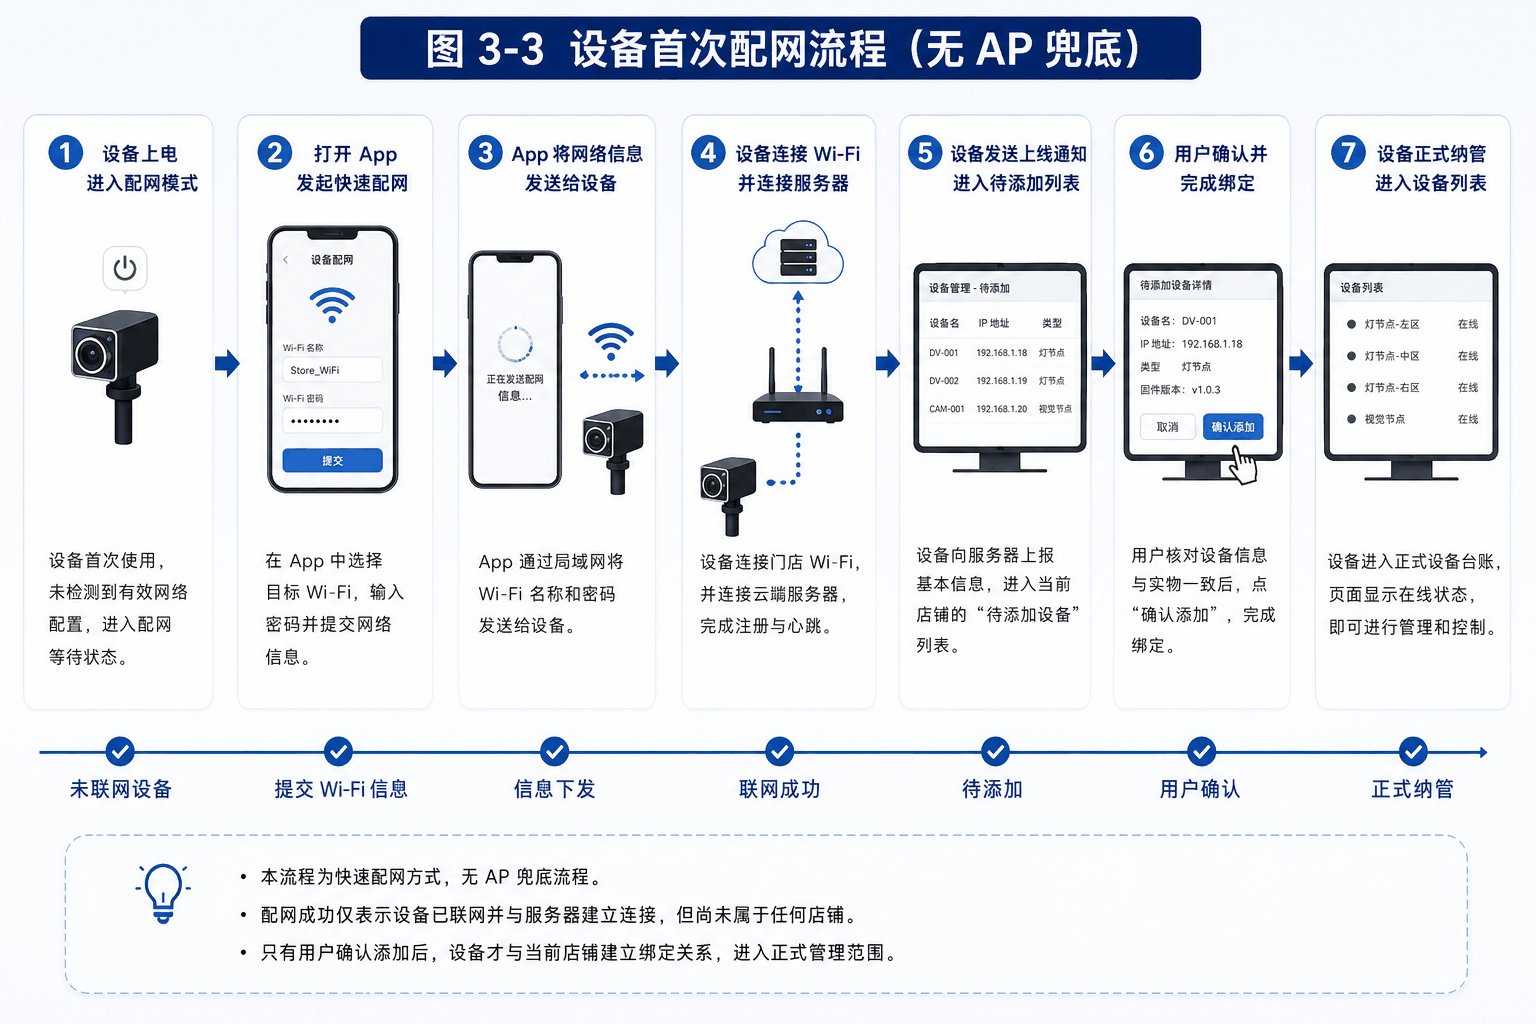 图 3-3 设备首次配网流程（无 AP 兜底）
1 设备上电
进入配网模式
设备首次使用，
未检测到有效网络
配置，进入配网
等待状态。
2 打开 App
发起快速配网
设备配网
Wi-Fi 名称
Store_WiFi
Wi-Fi 密码
••••••••
提交
在 App 中选择
目标 Wi-Fi，输入
密码并提交网络
信息。
3 App 将网络信息
发送给设备
正在发送配网
信息...
App 通过局域网将
Wi-Fi 名称和密码
发送给设备。
4 设备连接 Wi-Fi
并连接服务器
设备连接门店 Wi-Fi，
并连接云端服务器，
完成注册与心跳。
5 设备发送上线通知
进入待添加列表
设备管理 - 待添加
设备名 IP 地址 类型
DV-001 192.168.1.18 灯节点
DV-002 192.168.1.19 灯节点
CAM-001 192.168.1.20 视觉节点
设备向服务器上报
基本信息，进入当前
店铺的“待添加设备”
列表。
6 用户确认并
完成绑定
待添加设备详情
设备名：DV-001
IP 地址：192.168.1.18
类型 灯节点
固件版本：v1.0.3
取消 确认添加
用户核对设备信息
与实物一致后，点
“确认添加”，完成
绑定。
7 设备正式纳管
进入设备列表
设备列表
灯节点-左区 在线
灯节点-中区 在线
灯节点-右区 在线
视觉节点 在线
设备进入正式设备台账，
页面显示在线状态，
即可进行管理和控制。
未联网设备 提交 Wi-Fi 信息 信息下发 联网成功 待添加 用户确认 正式纳管
• 本流程为快速配网方式，无 AP 兜底流程。
• 配网成功仅表示设备已联网并与服务器建立连接，但尚未属于任何店铺。
• 只有用户确认添加后，设备才与当前店铺建立绑定关系，进入正式管理范围。